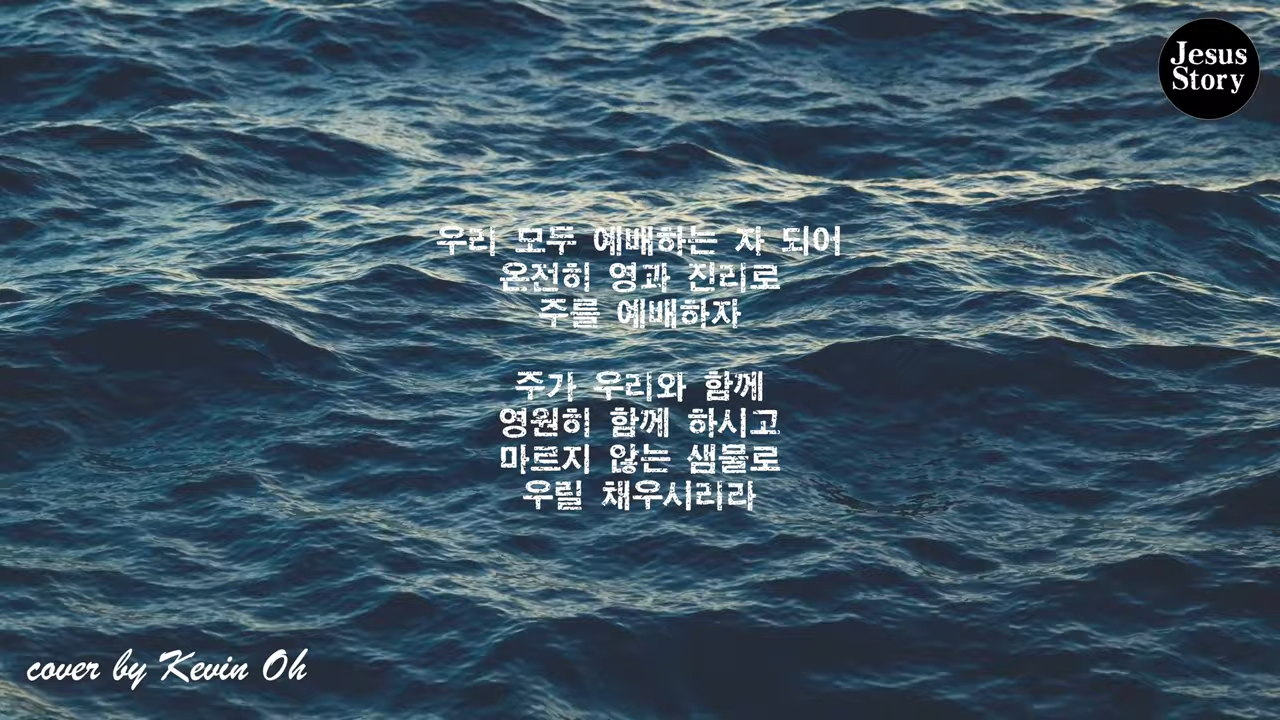 Jesus
Story
우리 모두 예배하는 자 되어
온전히 영과 진리로
주를 예배하자
주가 우리와 함께
영원히 함께 하시고
마르지 않는 샘물로
우릴 채우시리라
cover by Kevin Oh